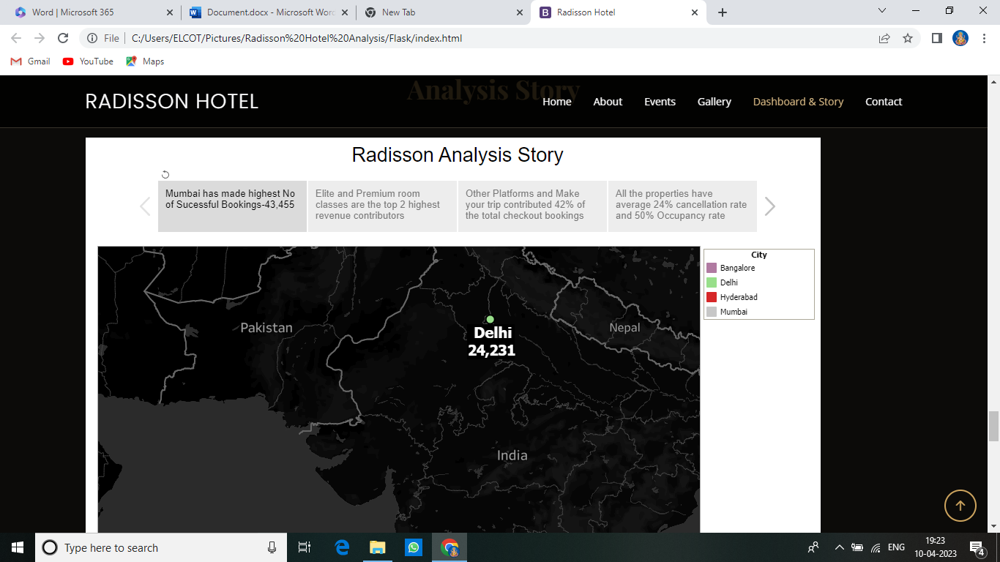 Word | Microsoft 365
Document.docx - Microsoft Word
New Tab
Radisson Hotel
File
C:/Users/ELCOT/Pictures/Radisson%20Hotel%20Analysis/Flask/index.html
Gmail
YouTube
Maps
Analysis Story
RADISSON HOTEL
Home
About
Events
Gallery
Dashboard & Story
Contact
Radisson Analysis Story
Mumbai has made highest No
of Sucessful Bookings-43,455
Elite and Premium room
classes are the top 2 highest
revenue contributors
Other Platforms and Make
your trip contributed 42% of
the total checkout bookings
All the properties have
average 24% cancellation rate
and 50% Occupancy rate
City
Bangalore
Delhi
Hyderabad
Mumbai
Pakistan
Nepal
Delhi
24,231
India
Type here to search
ENG
19:23
10-04-2023
4